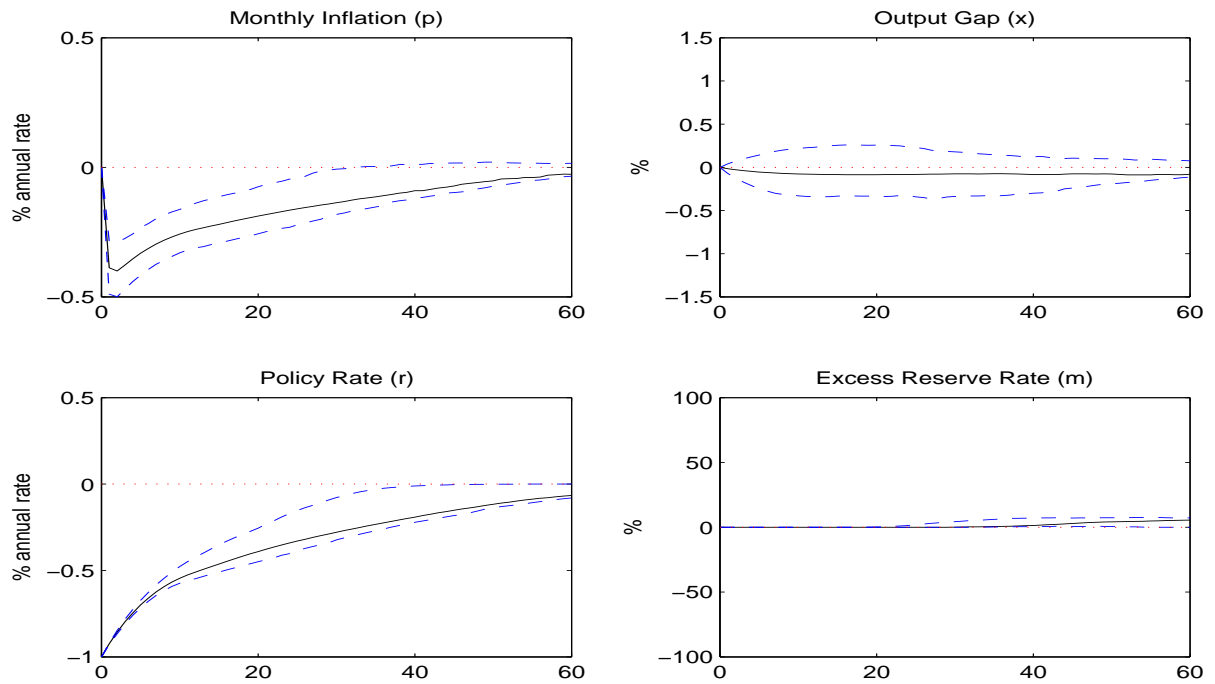 Monthly Inflation (p)
0.5
0
−0.5
% annual rate
0 20 40 60
Output Gap (x)
1.5
1
0.5
0
−0.5
−1
−1.5
%
0 20 40 60
Policy Rate (r)
0.5
0
−0.5
−1
% annual rate
0 20 40 60
Excess Reserve Rate (m)
100
50
0
−50
−100
%
0 20 40 60